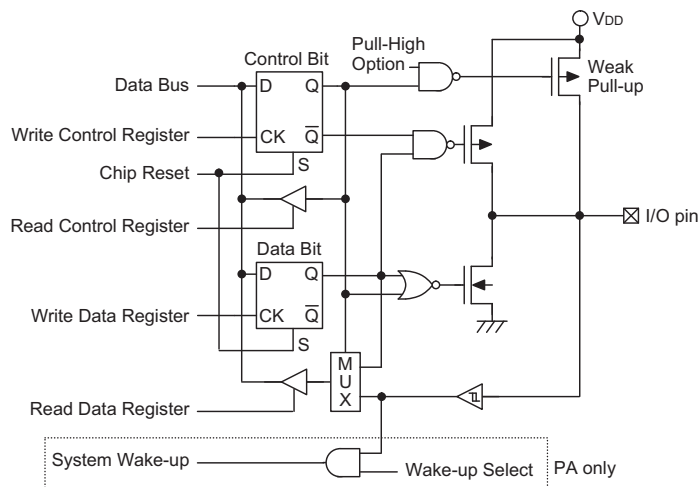 VDD
Control Bit
Pull-High
Option
Weak
Pull-up
Data Bus
D
Q
Write Control Register
CK
Q
S
Chip Reset
I/O pin
Read Control Register
Data Bit
D
Q
Write Data Register
CK
Q
S
M
U
X
Read Data Register
System Wake-up
Wake-up Select
PA only